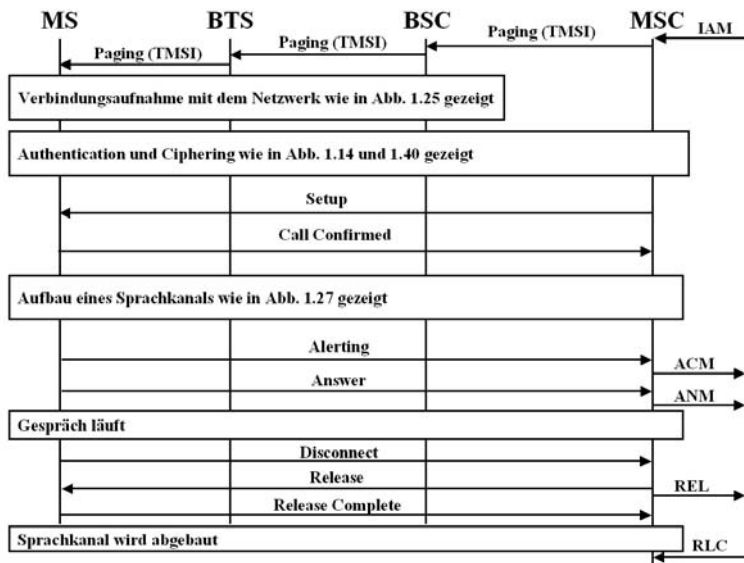 MS BTS BSC MSC
IAM
Paging (TMSI)
Paging (TMSI)
Paging (TMSI)
Verbindungsaufnahme mit dem Netzwerk wie in Abb. 1.25 gezeigt
Authentication und Ciphering wie in Abb. 1.14 und 1.40 gezeigt
Setup
Call Confirmed
Aufbau eines Sprachkanals wie in Abb. 1.27 gezeigt
Alerting
ACM
Answer
ANM
Gespräch läuft
Disconnect
Release
REL
Release Complete
Sprachkanal wird abgebaut
RLC